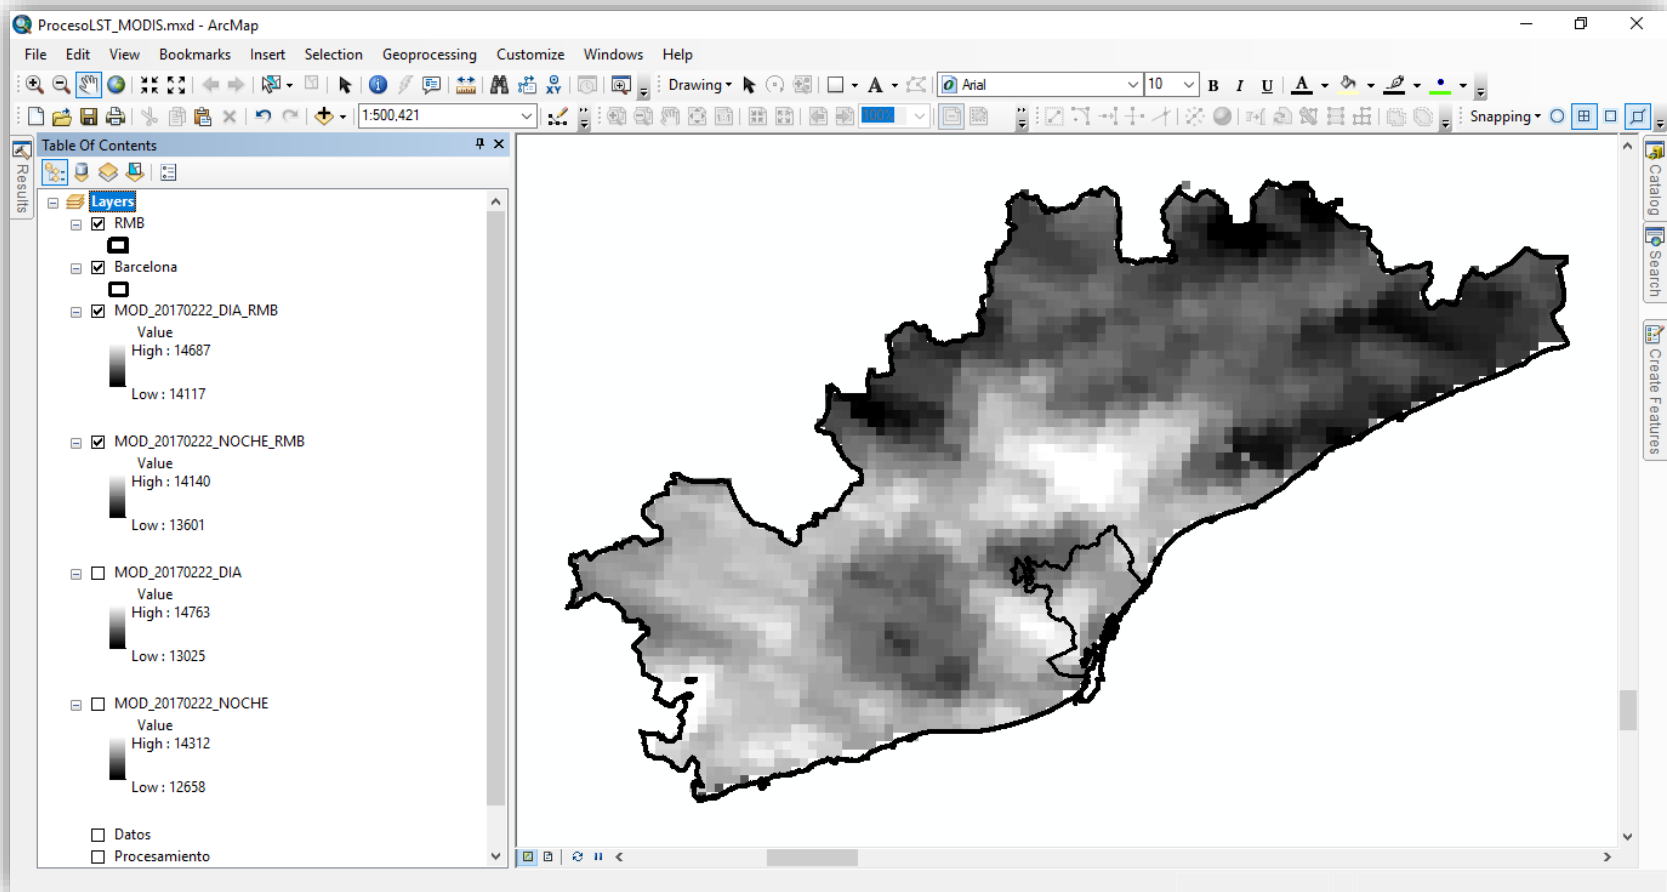 ProcesoLST_MODIS.mxd - ArcMap
File Edit View Bookmarks Insert Selection Geoprocessing Customize Windows Help
Drawing A Arial 10 B I U A
1:500,421 100% Snapping
Table Of Contents
Results
Layers
RMB
Barcelona
MOD_20170222_DIA_RMB
Value
High : 14687
Low : 14117
MOD_20170222_NOCHE_RMB
Value
High : 14140
Low : 13601
MOD_20170222_DIA
Value
High : 14763
Low : 13025
MOD_20170222_NOCHE
Value
High : 14312
Low : 12658
Datos
Procesamiento
Catalog
Search
Create Features